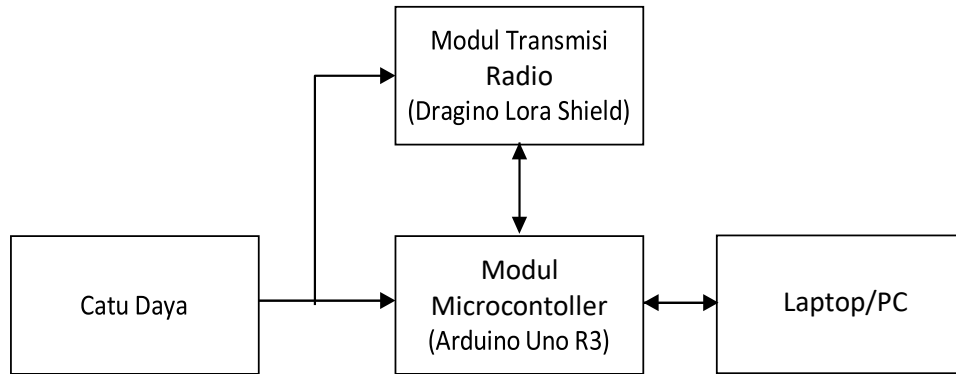 Modul Transmisi
Radio
(Dragino Lora Shield)
Catu Daya
Modul
Microcontoller
(Arduino Uno R3)
Laptop/PC